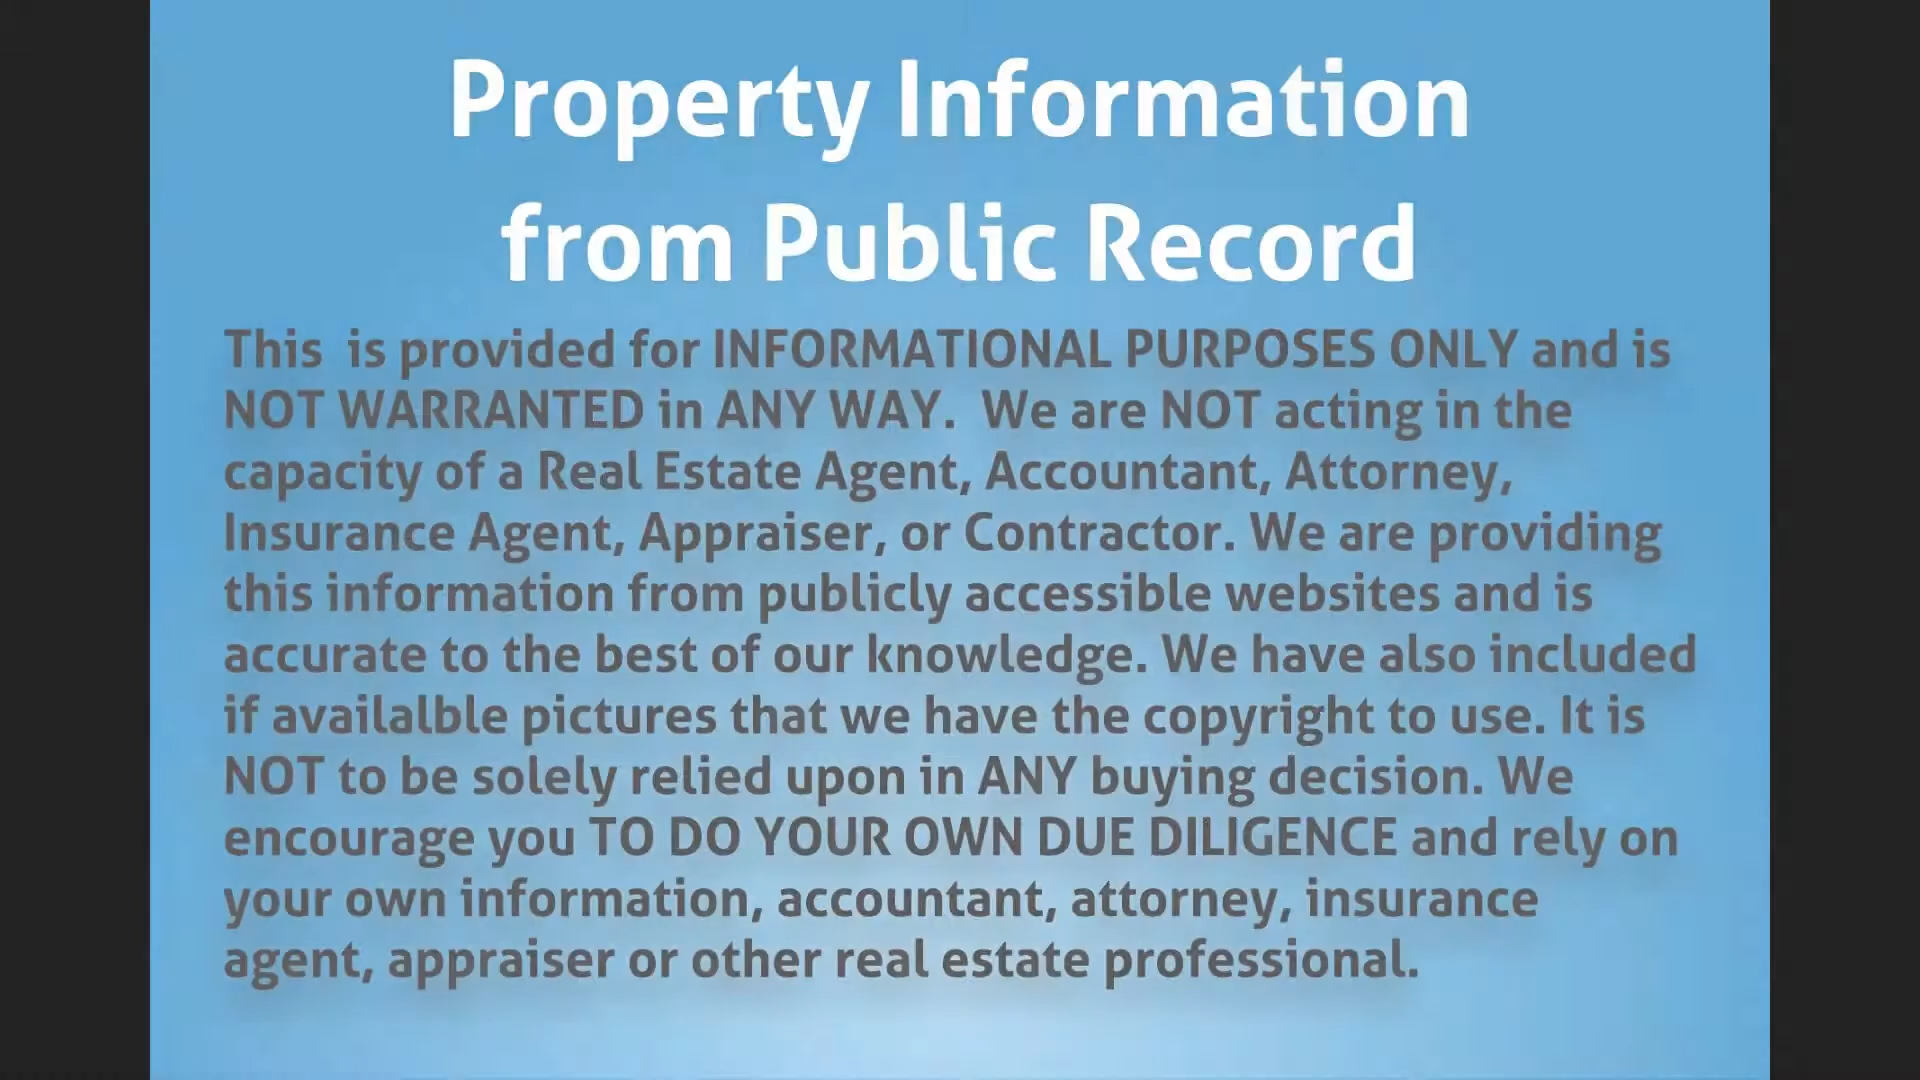 Property Information
from Public Record
This  is provided for INFORMATIONAL PURPOSES ONLY and is
NOT WARRANTED in ANY WAY.  We are NOT acting in the
capacity of a Real Estate Agent, Accountant, Attorney,
Insurance Agent, Appraiser, or Contractor. We are providing
this information from publicly accessible websites and is
accurate to the best of our knowledge. We have also included
if availalble pictures that we have the copyright to use. It is
NOT to be solely relied upon in ANY buying decision. We
encourage you TO DO YOUR OWN DUE DILIGENCE and rely on
your own information, accountant, attorney, insurance
agent, appraiser or other real estate professional.